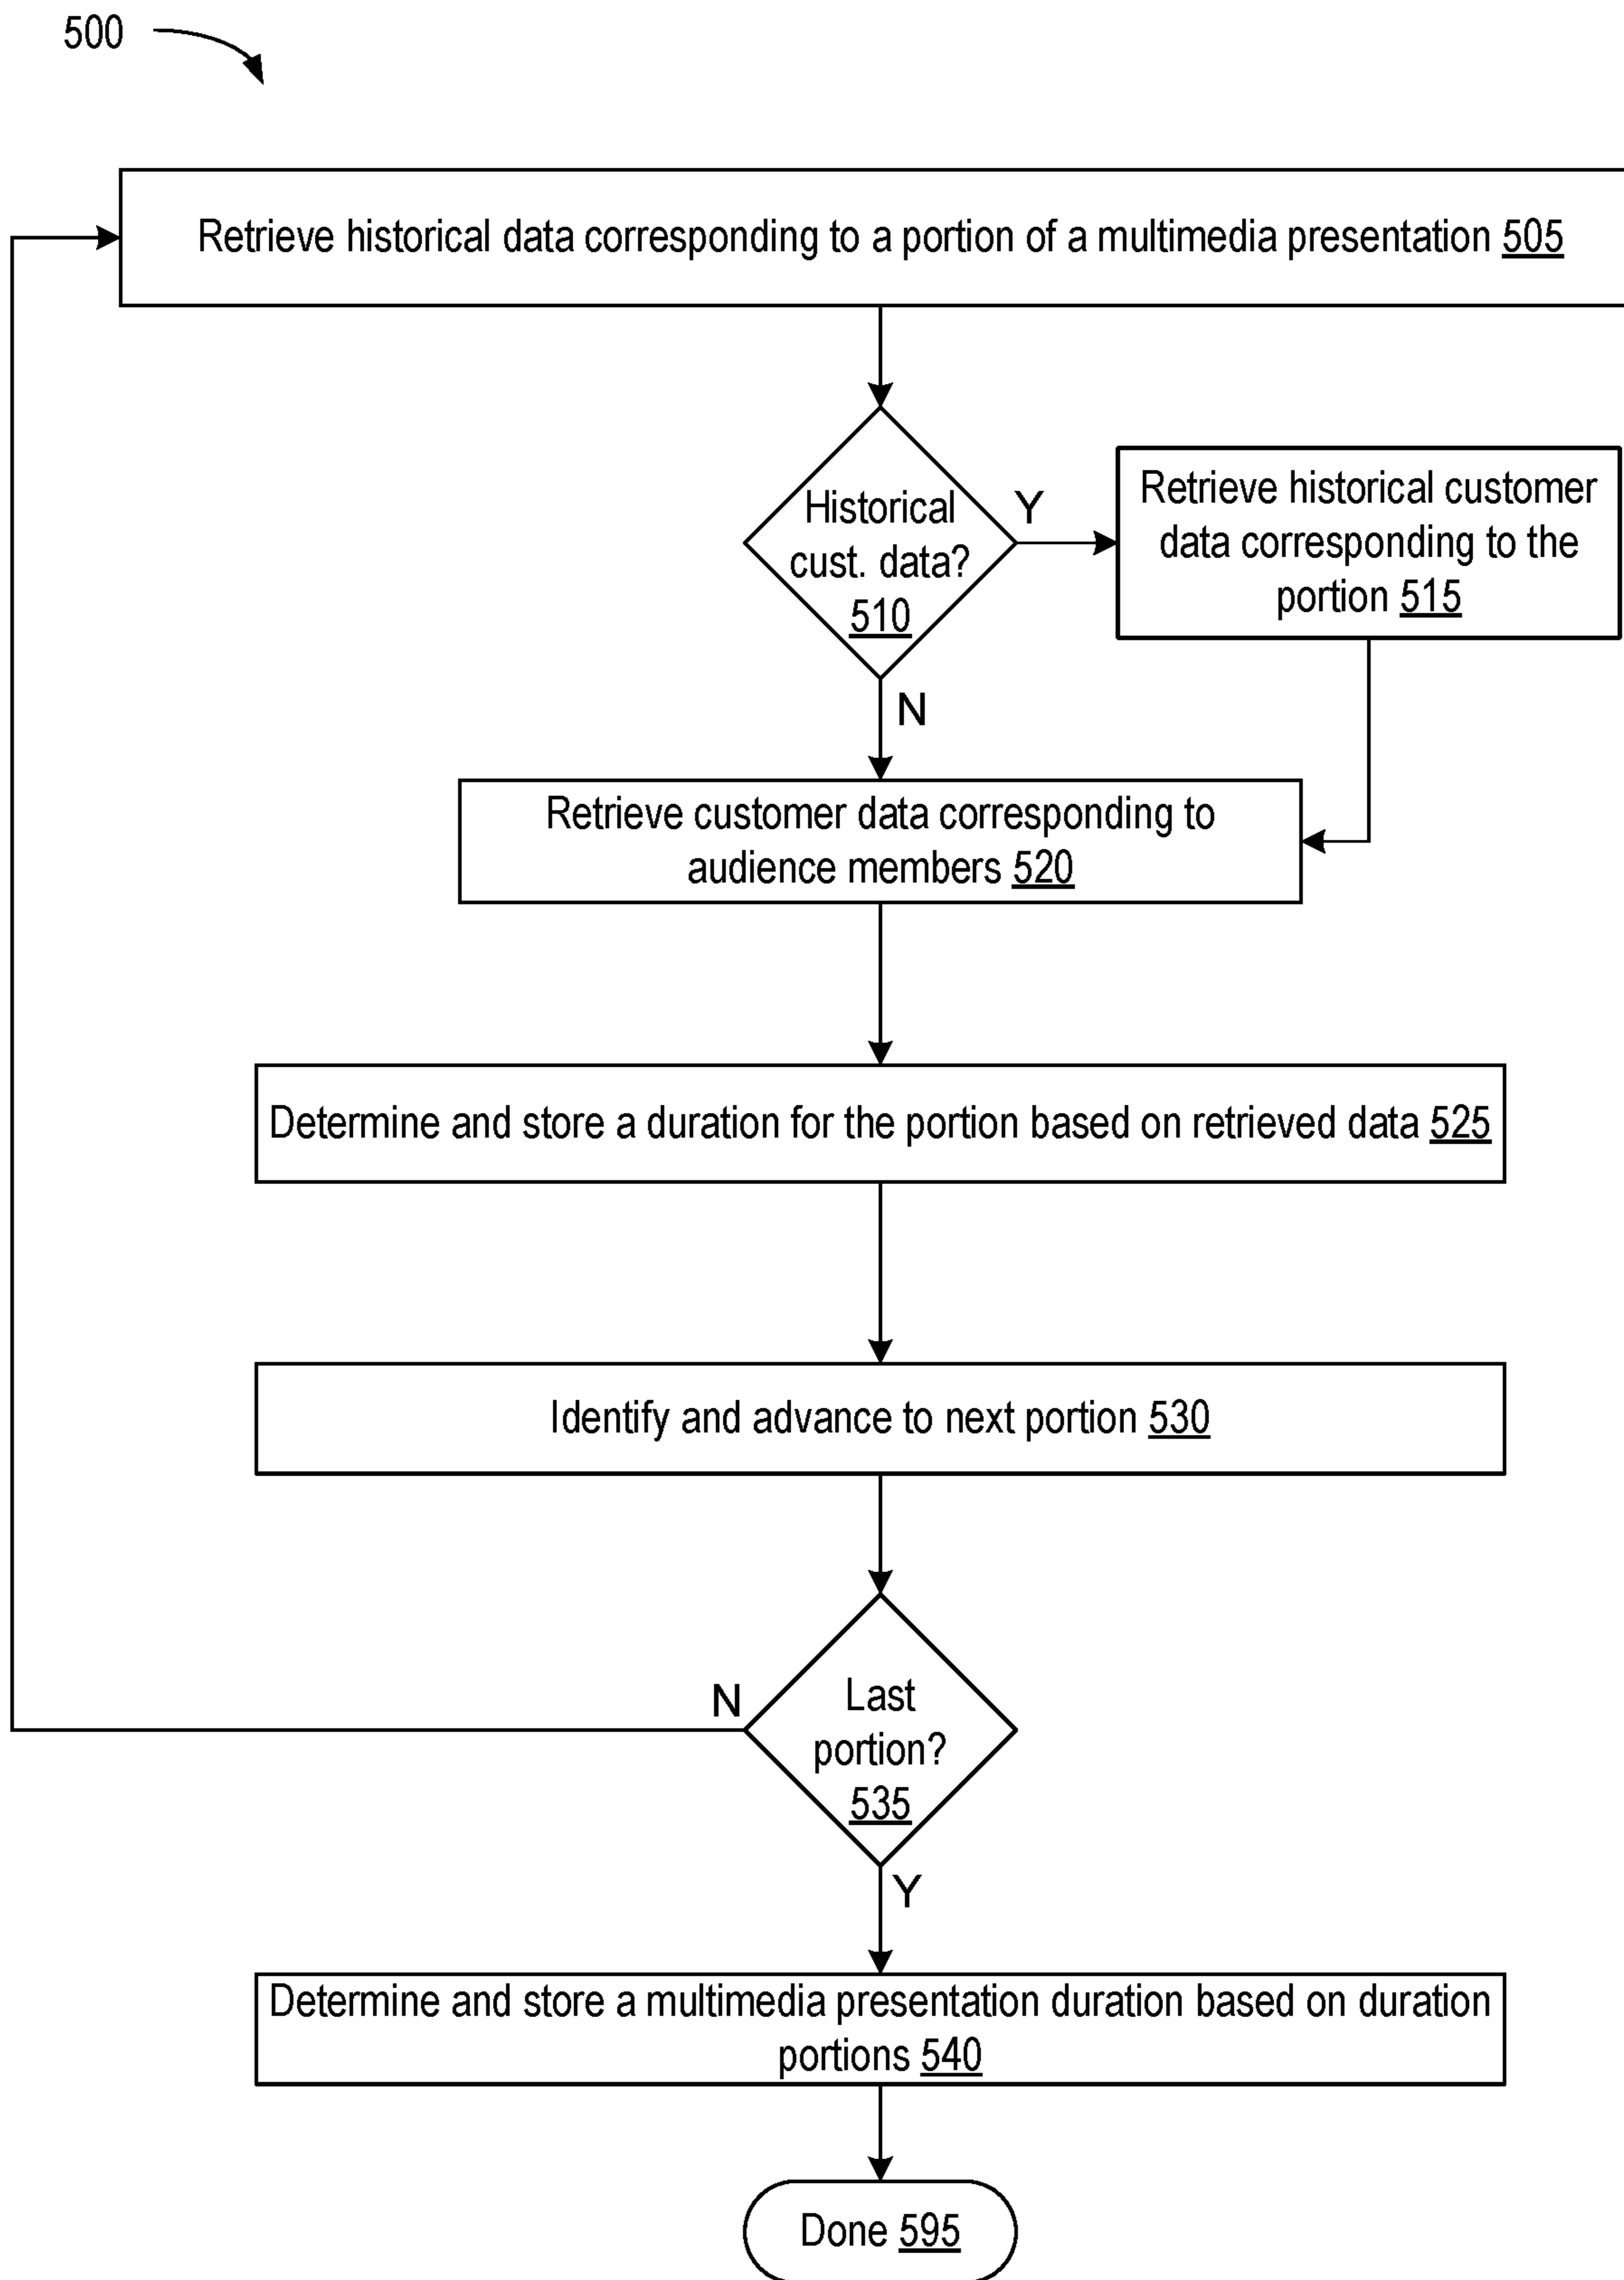 500
Retrieve historical data corresponding to a portion of a multimedia presentation 505
Historical
cust. data?
510
Y
Retrieve historical customer
data corresponding to the
portion 515
N
Retrieve customer data corresponding to
audience members 520
Determine and store a duration for the portion based on retrieved data 525
Identify and advance to next portion 530
N
Last
portion?
535
Y
Determine and store a multimedia presentation duration based on duration
portions 540
Done 595